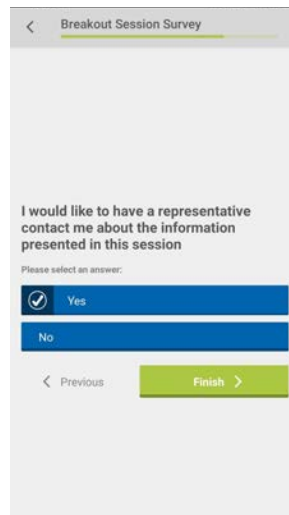 Breakout Session Survey
I would like to have a representative
contact me about the information
presented in this session
Please select an answer:
Yes
No
Previous
Finish